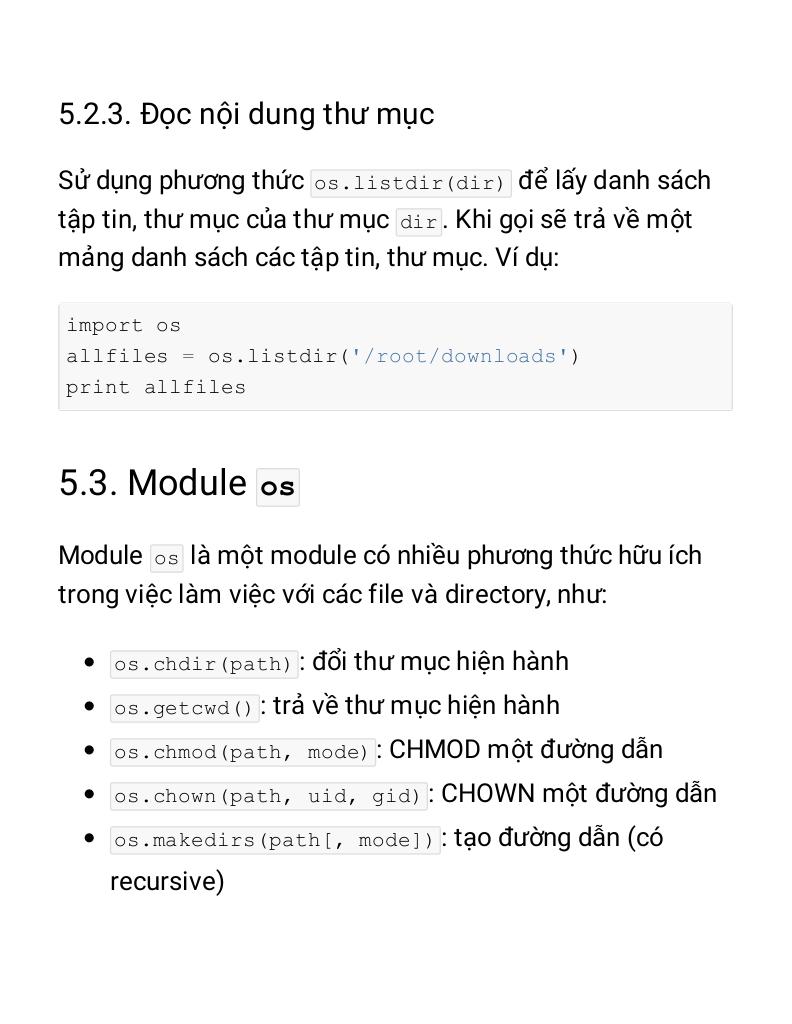 5.2.3. Đọc nội dung thư mục
Sử dụng phương thức os.listdir(dir) để lấy danh sách
tập tin, thư mục của thư mục dir. Khi gọi sẽ trả về một
mảng danh sách các tập tin, thư mục. Ví dụ:
import os
allfiles = os.listdir('/root/downloads')
print allfiles
5.3. Module os
Module os là một module có nhiều phương thức hữu ích
trong việc làm việc với các file và directory, như:
• os.chdir(path): đổi thư mục hiện hành
• os.getcwd(): trả về thư mục hiện hành
• os.chmod(path, mode): CHMOD một đường dẫn
• os.chown(path, uid, gid): CHOWN một đường dẫn
• os.makedirs(path[, mode]): tạo đường dẫn (có
recursive)